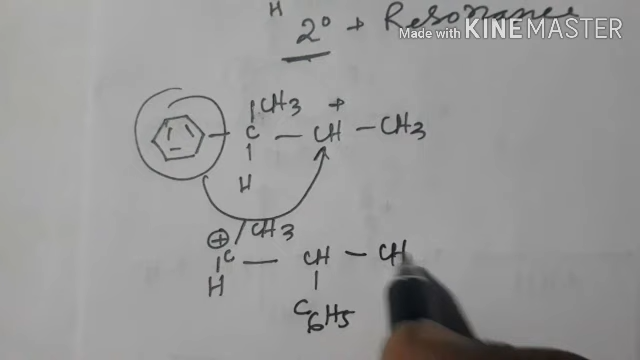 H
2° + Resonance
Made with KINEMASTER
CH3 +
C — CH — CH3
H
⊕ CH3
C — CH — CH
H
C6H5